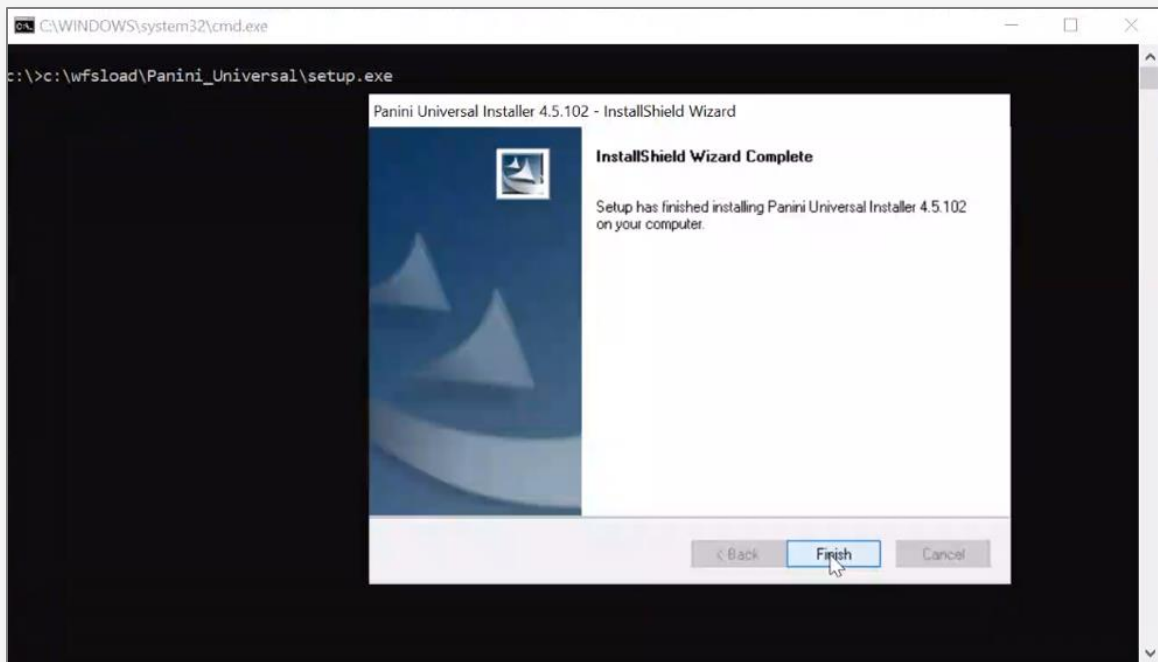 C:\WINDOWS\system32\cmd.exe
c:\>c:\wfsload\Panini_Universal\setup.exe
Panini Universal Installer 4.5.102 - InstallShield Wizard
InstallShield Wizard Complete
Setup has finished installing Panini Universal Installer 4.5.102
on your computer.
< Back
Finish
Cancel